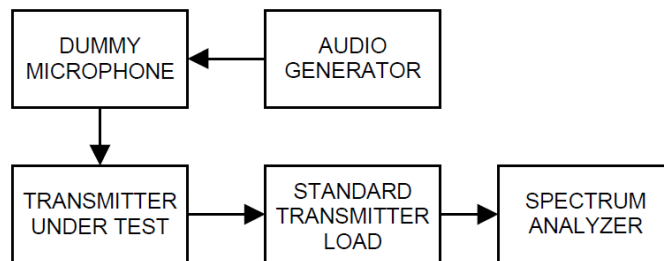 DUMMY
MICROPHONE
AUDIO
GENERATOR
TRANSMITTER
UNDER TEST
STANDARD
TRANSMITTER
LOAD
SPECTRUM
ANALYZER